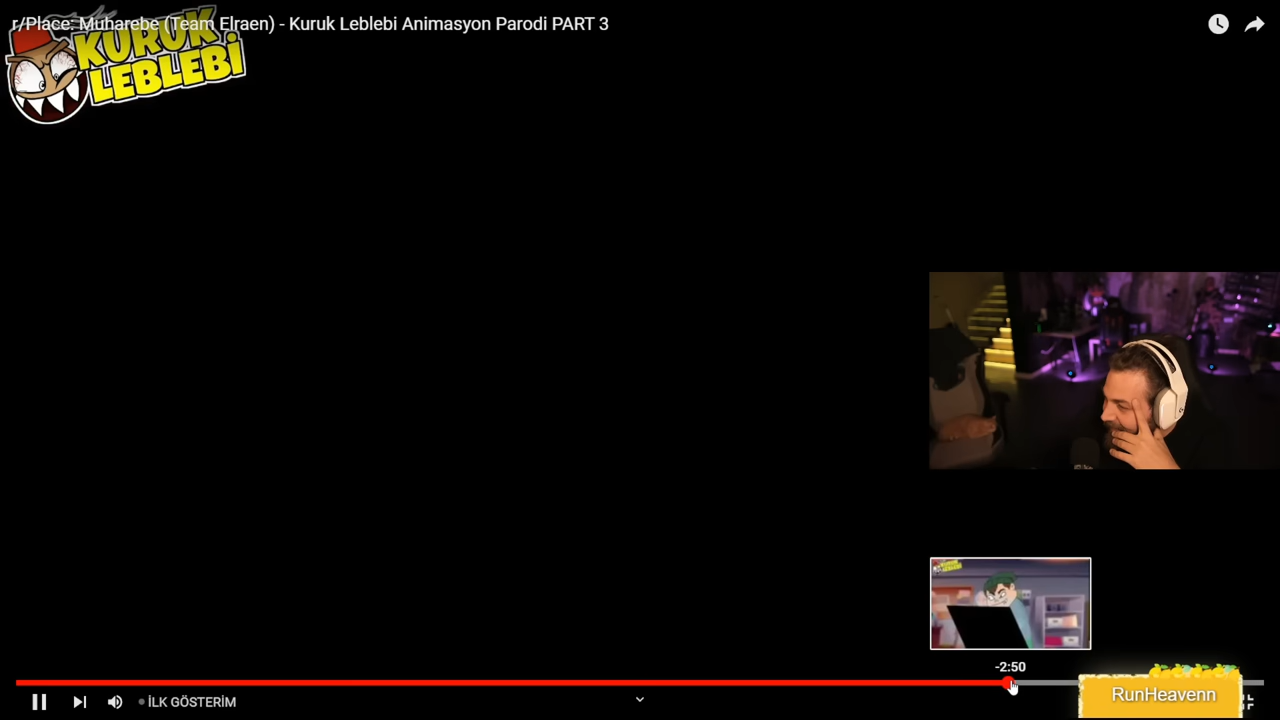 r/Place: Muharebe (Team Elraen) - Kuruk Leblebi Animasyon Parodi PART 3
KURUK
LEBLEBİ
-2:50
İLK GÖSTERİM
RunHeavenn